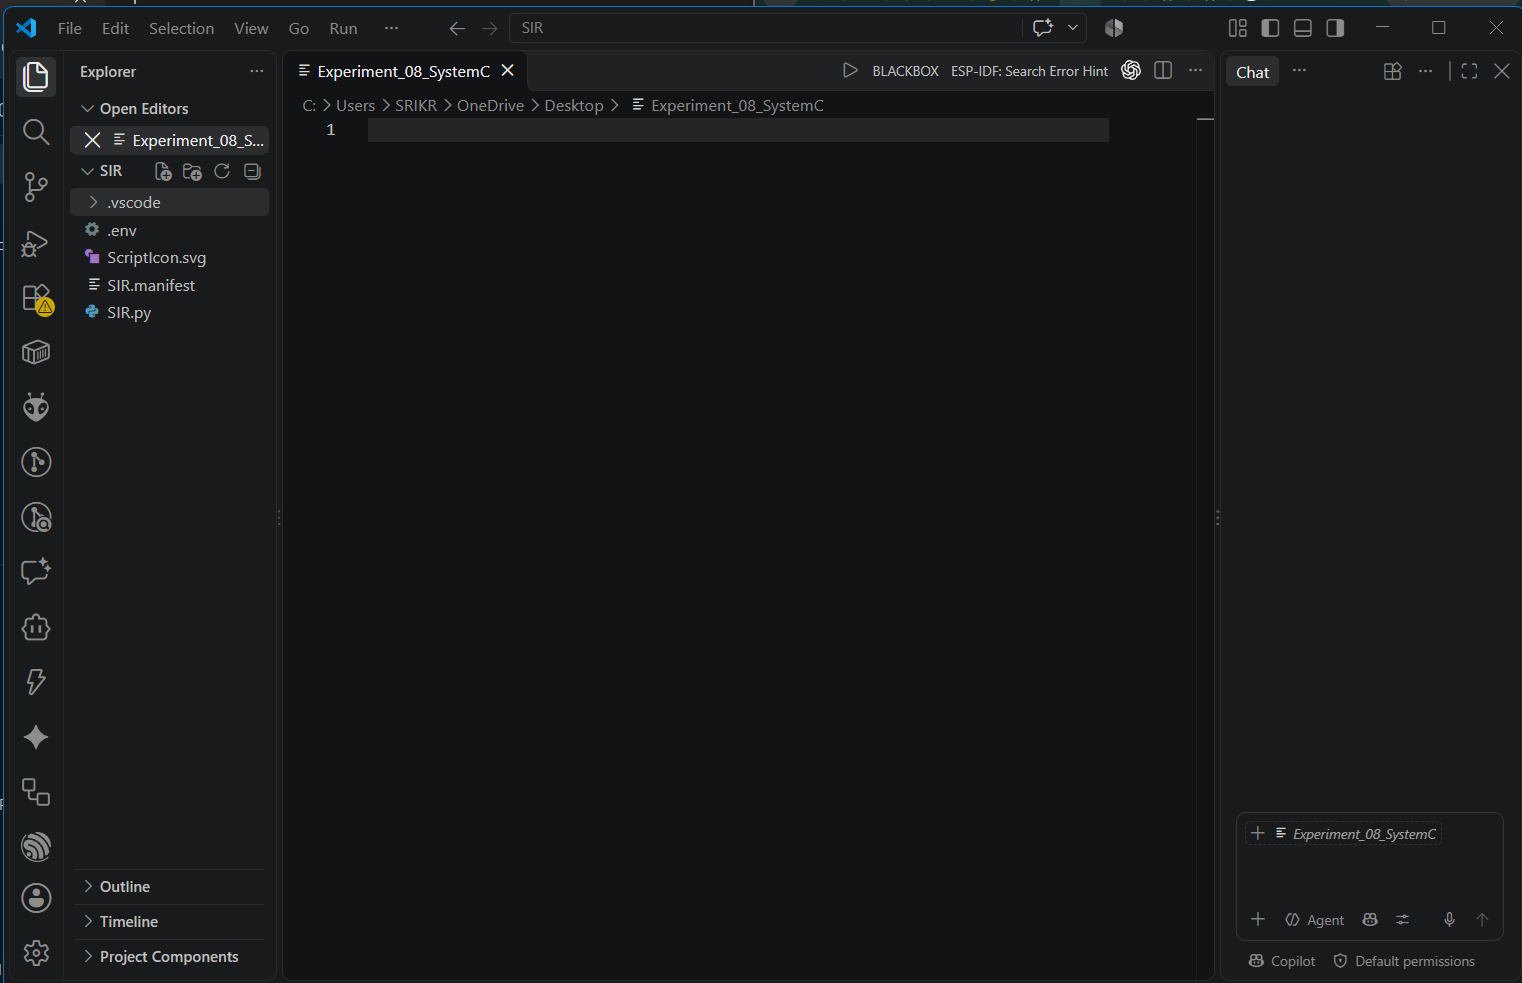 File Edit Selection View Go Run ··· SIR
Explorer ···
Open Editors
Experiment_08_S...
SIR
.vscode
.env
ScriptIcon.svg
SIR.manifest
SIR.py
Outline
Timeline
Project Components
Experiment_08_SystemC
BLACKBOX ESP-IDF: Search Error Hint ···
C: > Users > SRIKR > OneDrive > Desktop > Experiment_08_SystemC
1
Chat ···
Experiment_08_SystemC
Agent
Copilot Default permissions